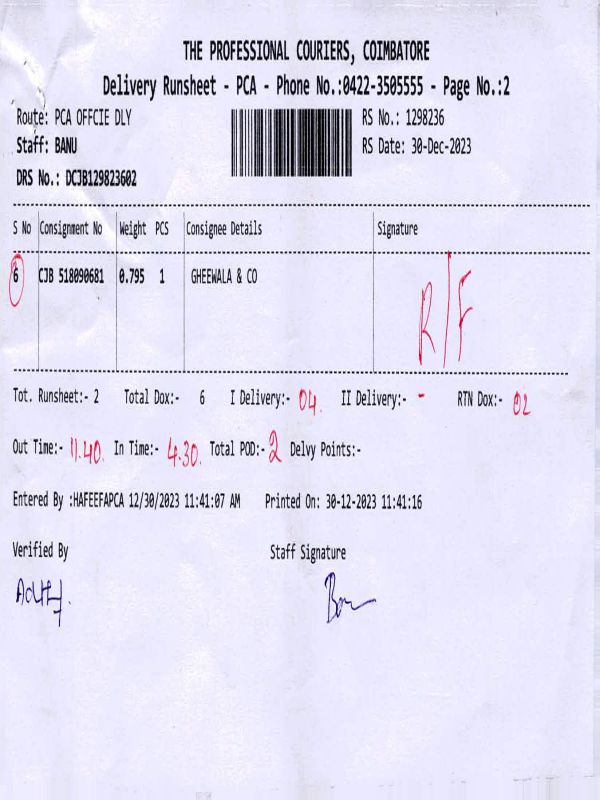 THE PROFESSIONAL COURIERS, COIMBATORE
Delivery Runsheet - PCA - Phone No.:0422-3505555 - Page No.:2
Route: PCA OFFCIE DLY
RS No.: 1298236
Staff: BANU
RS Date: 30-Dec-2023
DRS No.: DCJB129823602
S No Consignment No Weight PCS Consignee Details Signature
6 CJB 518090681 0.795 1 GHEEWALA & CO R/F
Tot. Runsheet:- 2 Total Dox:- 6 I Delivery:- 04. II Delivery:- - RTN Dox:- 02
Out Time:- 11.40. In Time:- 4.30. Total POD:- 2 Delvy Points:-
Entered By :HAFEEFAPCA 12/30/2023 11:41:07 AM Printed On: 30-12-2023 11:41:16
Verified By Staff Signature